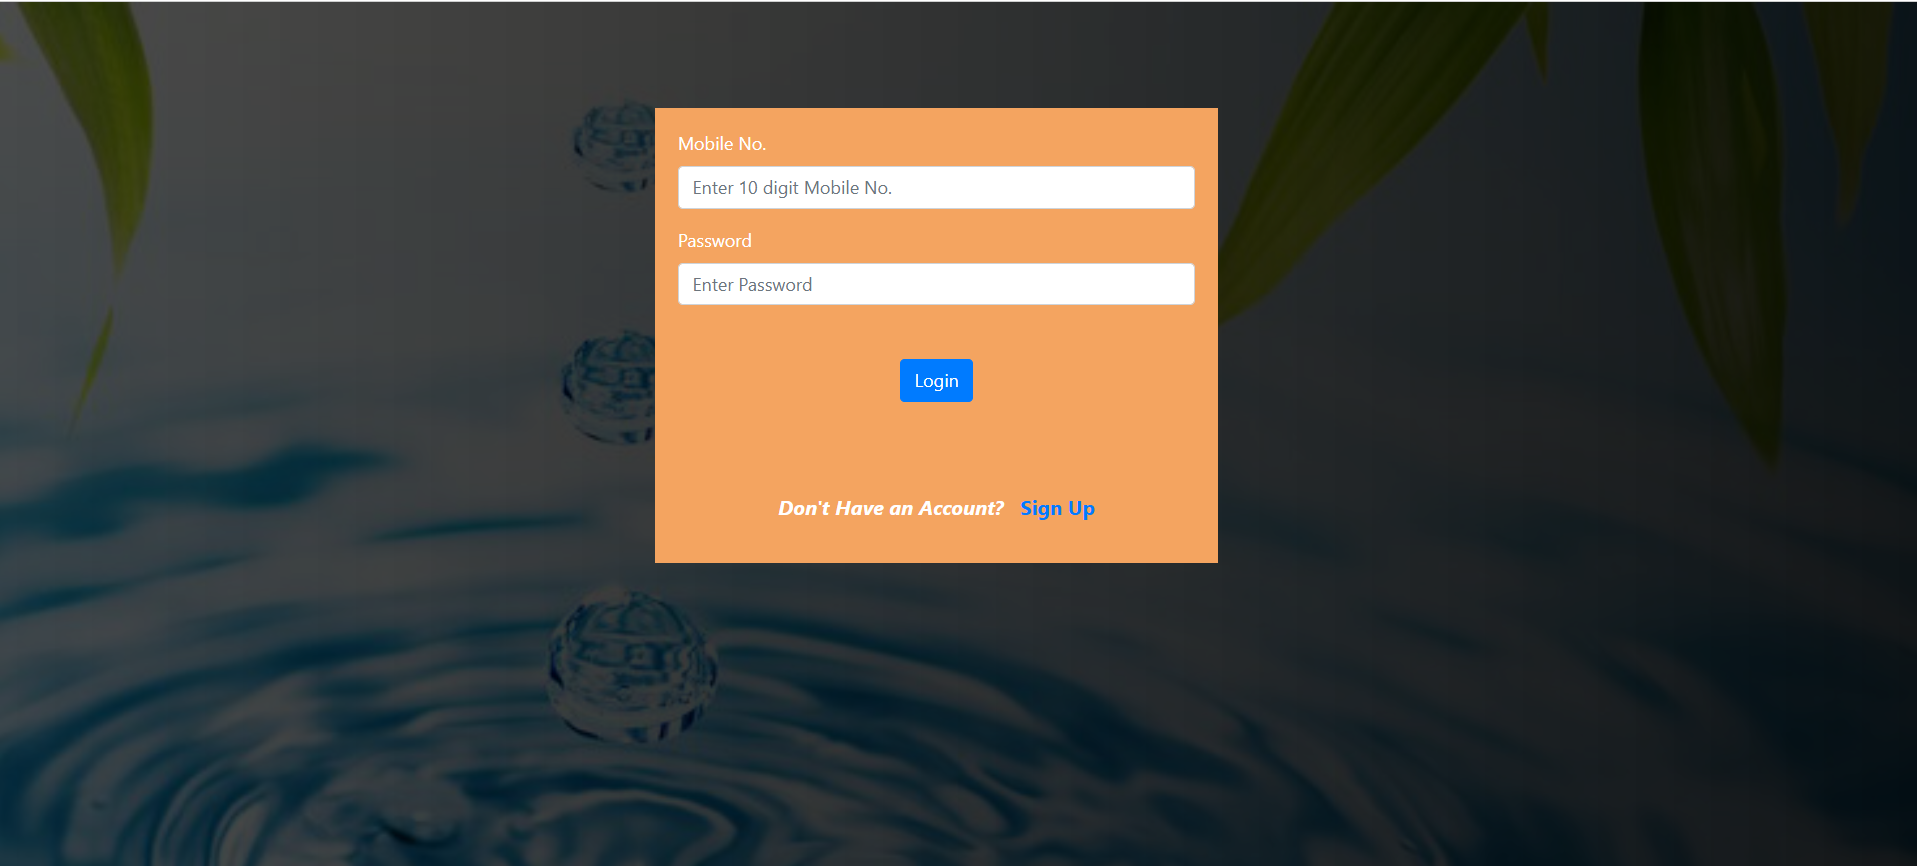 Mobile No.
Enter 10 digit Mobile No.
Password
Enter Password
Login
Don't Have an Account? Sign Up